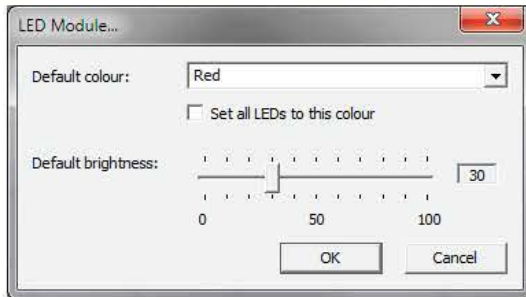 LED Module...
Default colour: Red
Set all LEDs to this colour
Default brightness: 30
0 50 100
OK Cancel